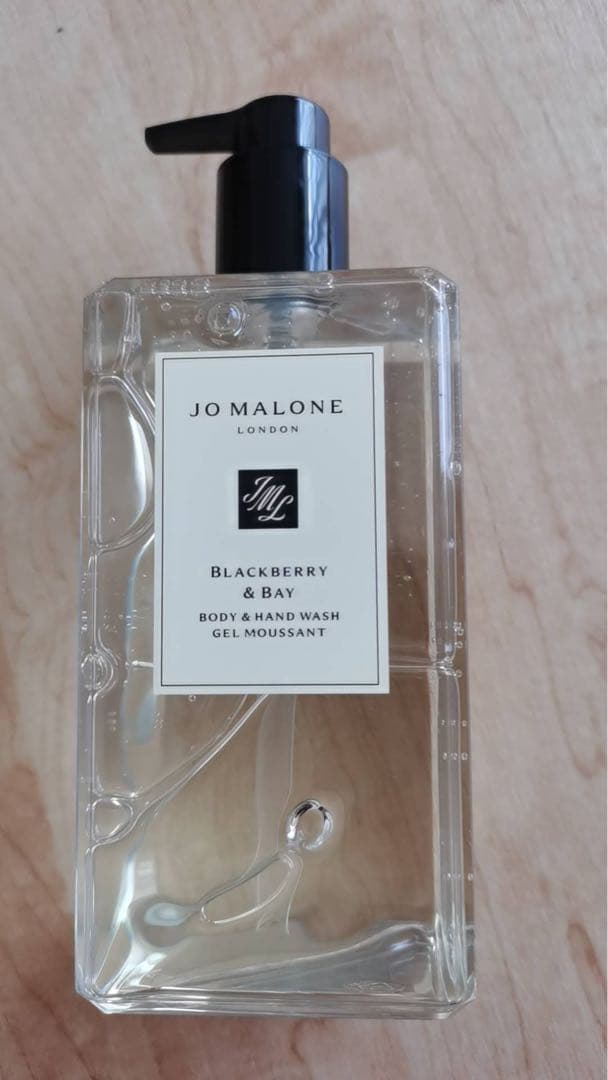 JO MALONE
LONDON
JML
BLACKBERRY
& BAY
BODY & HAND WASH
GEL MOUSSANT